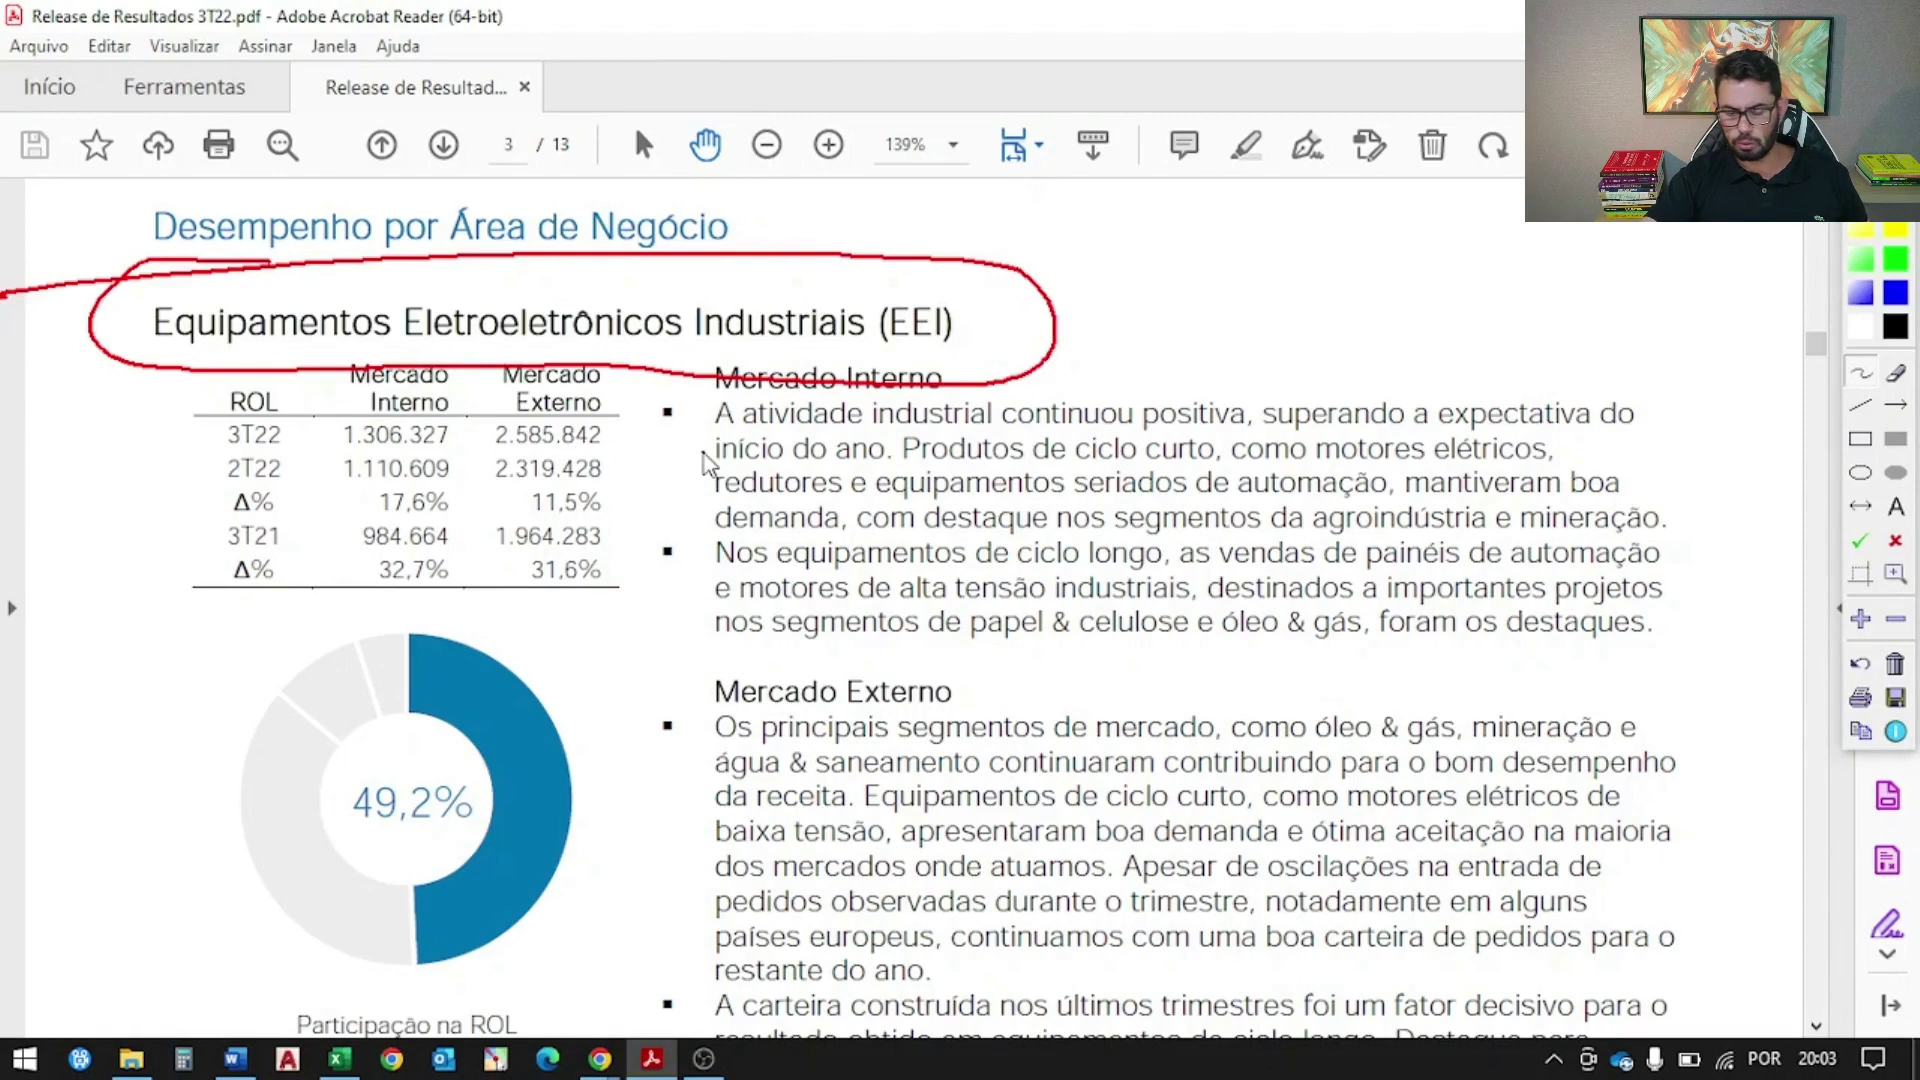 Release de Resultados 3T22.pdf - Adobe Acrobat Reader (64-bit)
Arquivo Editar Visualizar Assinar Janela Ajuda
Início Ferramentas Release de Resultad... ×
3 / 13 139%
Desempenho por Área de Negócio
Equipamentos Eletroeletrônicos Industriais (EEI)
ROL Mercado Interno Mercado Externo
3T22 1.306.327 2.585.842
2T22 1.110.609 2.319.428
Δ% 17,6% 11,5%
3T21 984.664 1.964.283
Δ% 32,7% 31,6%
49,2%
Participação na ROL
Mercado Interno
▪ A atividade industrial continuou positiva, superando a expectativa do
início do ano. Produtos de ciclo curto, como motores elétricos,
redutores e equipamentos seriados de automação, mantiveram boa
demanda, com destaque nos segmentos da agroindústria e mineração.
▪ Nos equipamentos de ciclo longo, as vendas de painéis de automação
e motores de alta tensão industriais, destinados a importantes projetos
nos segmentos de papel & celulose e óleo & gás, foram os destaques.
Mercado Externo
▪ Os principais segmentos de mercado, como óleo & gás, mineração e
água & saneamento continuaram contribuindo para o bom desempenho
da receita. Equipamentos de ciclo curto, como motores elétricos de
baixa tensão, apresentaram boa demanda e ótima aceitação na maioria
dos mercados onde atuamos. Apesar de oscilações na entrada de
pedidos observadas durante o trimestre, notadamente em alguns
países europeus, continuamos com uma boa carteira de pedidos para o
restante do ano.
▪ A carteira construída nos últimos trimestres foi um fator decisivo para o
A
POR 20:03